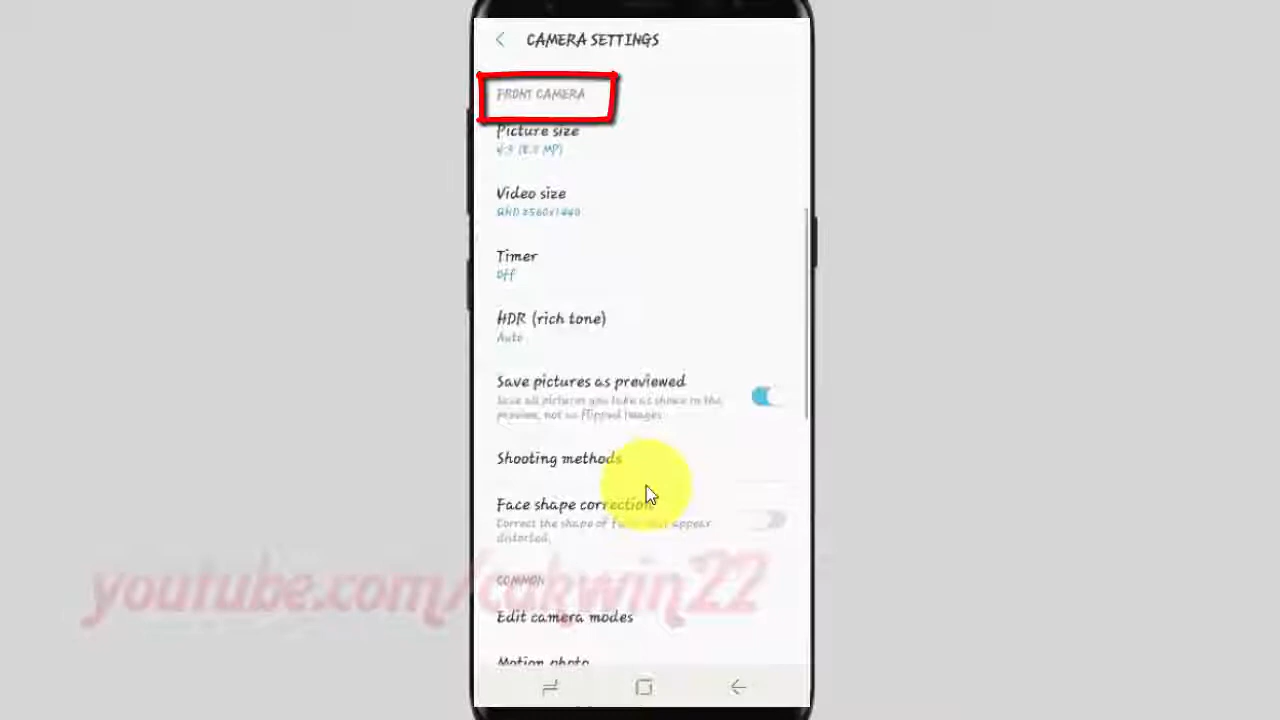 CAMERA SETTINGS
FRONT CAMERA
Picture size
4:3 (8.0 MP)
Video size
QHD 2560x1440
Timer
Off
HDR (rich tone)
Auto
Save pictures as previewed
Save all pictures you take as shown in the
preview, not as flipped images.
Shooting methods
Face shape correction
Correct the shape of faces that appear
distorted.
youtube.com/cakwin22
COMMON
Edit camera modes
Motion photo